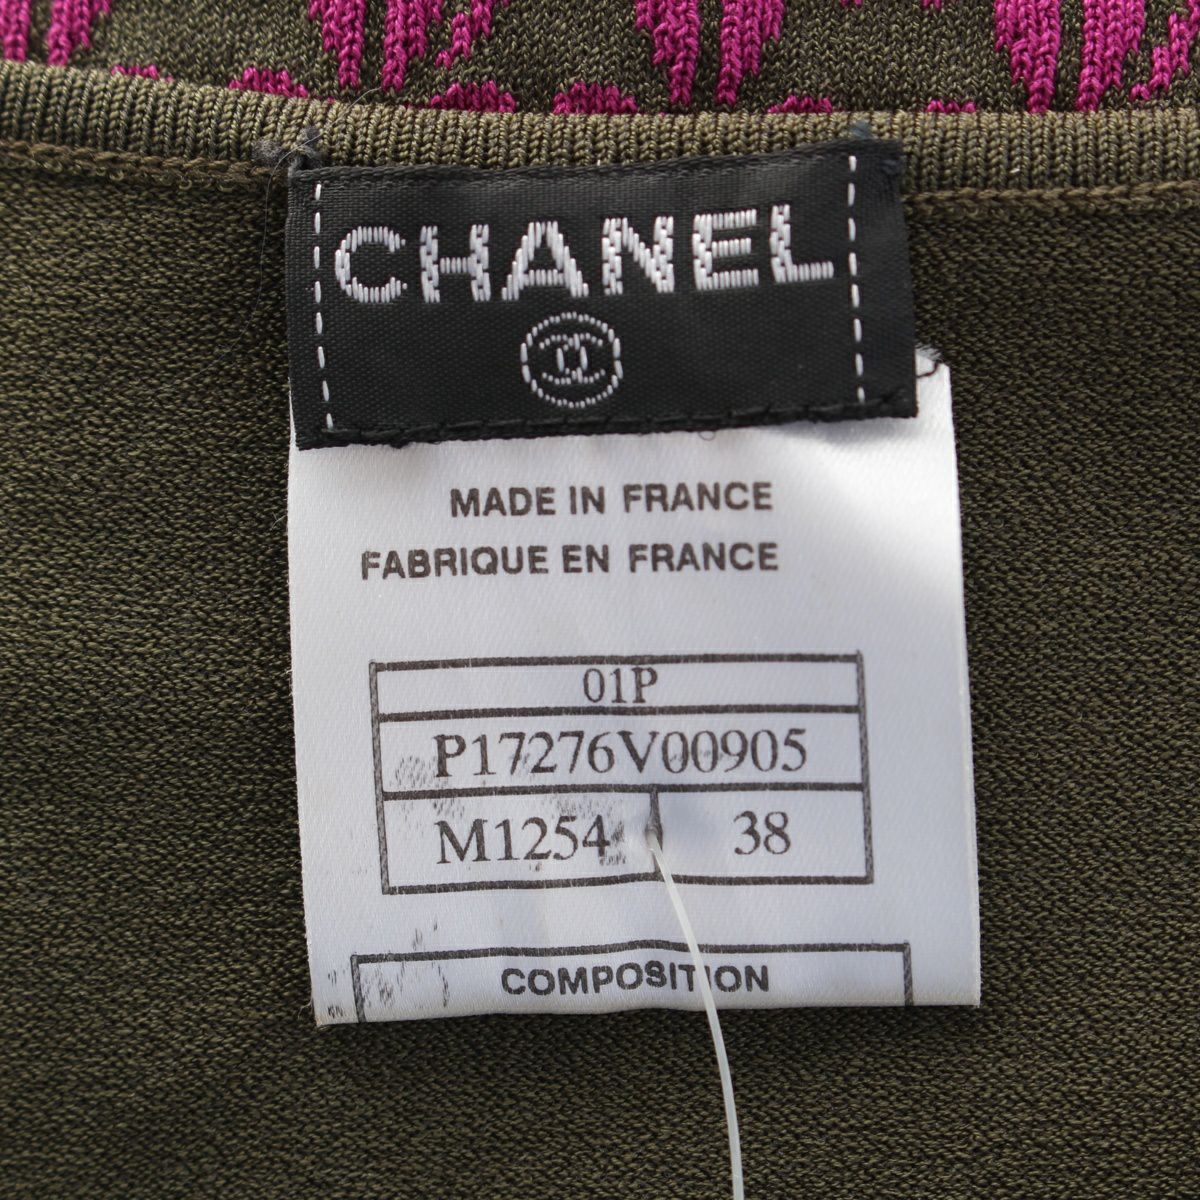 CHANEL
MADE IN FRANCE
FABRIQUE EN FRANCE
01P
P17276V00905
M1254 38
COMPOSITION